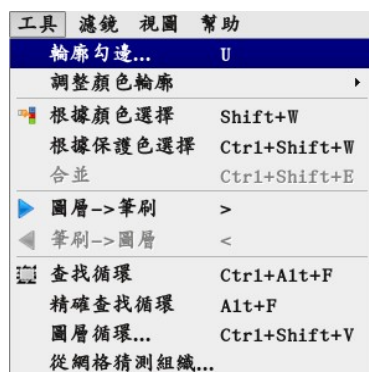 工具 濾鏡 視圖 幫助
輪廓勾邊... U
調整顏色輪廓
根據顏色選擇 Shift+W
根據保護色選擇 Ctrl+Shift+W
合並 Ctrl+Shift+E
圖層->筆刷 >
筆刷->圖層 <
查找循環 Ctrl+Alt+F
精確查找循環 Alt+F
圖層循環... Ctrl+Shift+V
從網格猜測組織...